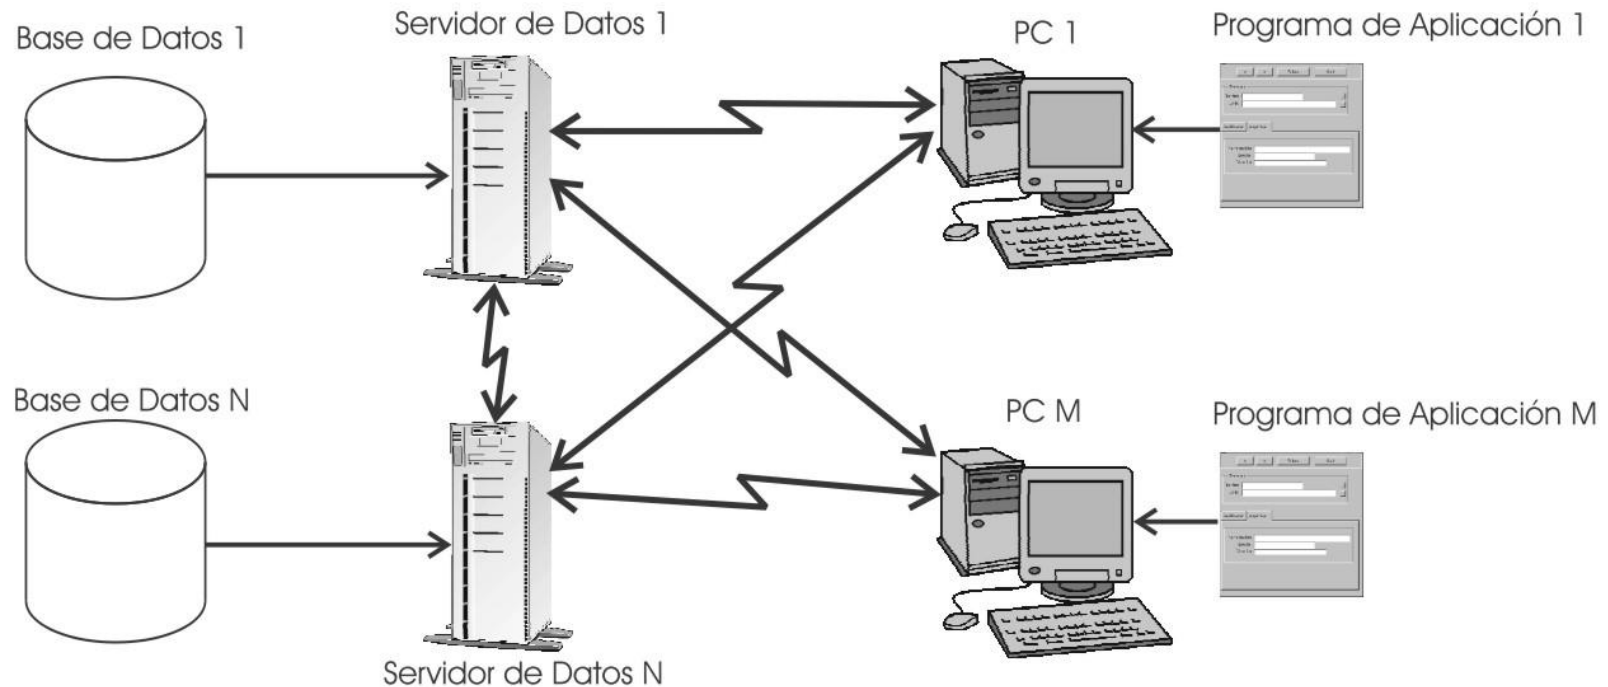 Base de Datos 1
Servidor de Datos 1
PC 1
Programa de Aplicación 1
Base de Datos N
PC M
Programa de Aplicación M
Servidor de Datos N